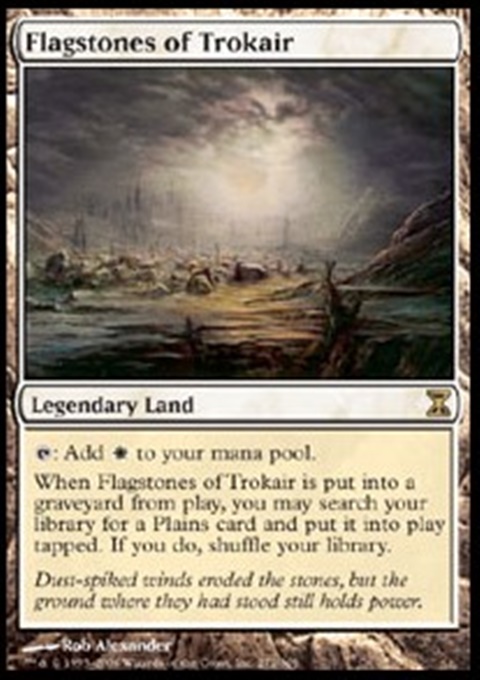 Flagstones of Trokair
Legendary Land
: Add to your mana pool.
When Flagstones of Trokair is put into a
graveyard from play, you may search your
library for a Plains card and put it into play
tapped. If you do, shuffle your library.
Dust-spiked winds eroded the stones, but the
ground where they had stood still holds power.
Rob Alexander